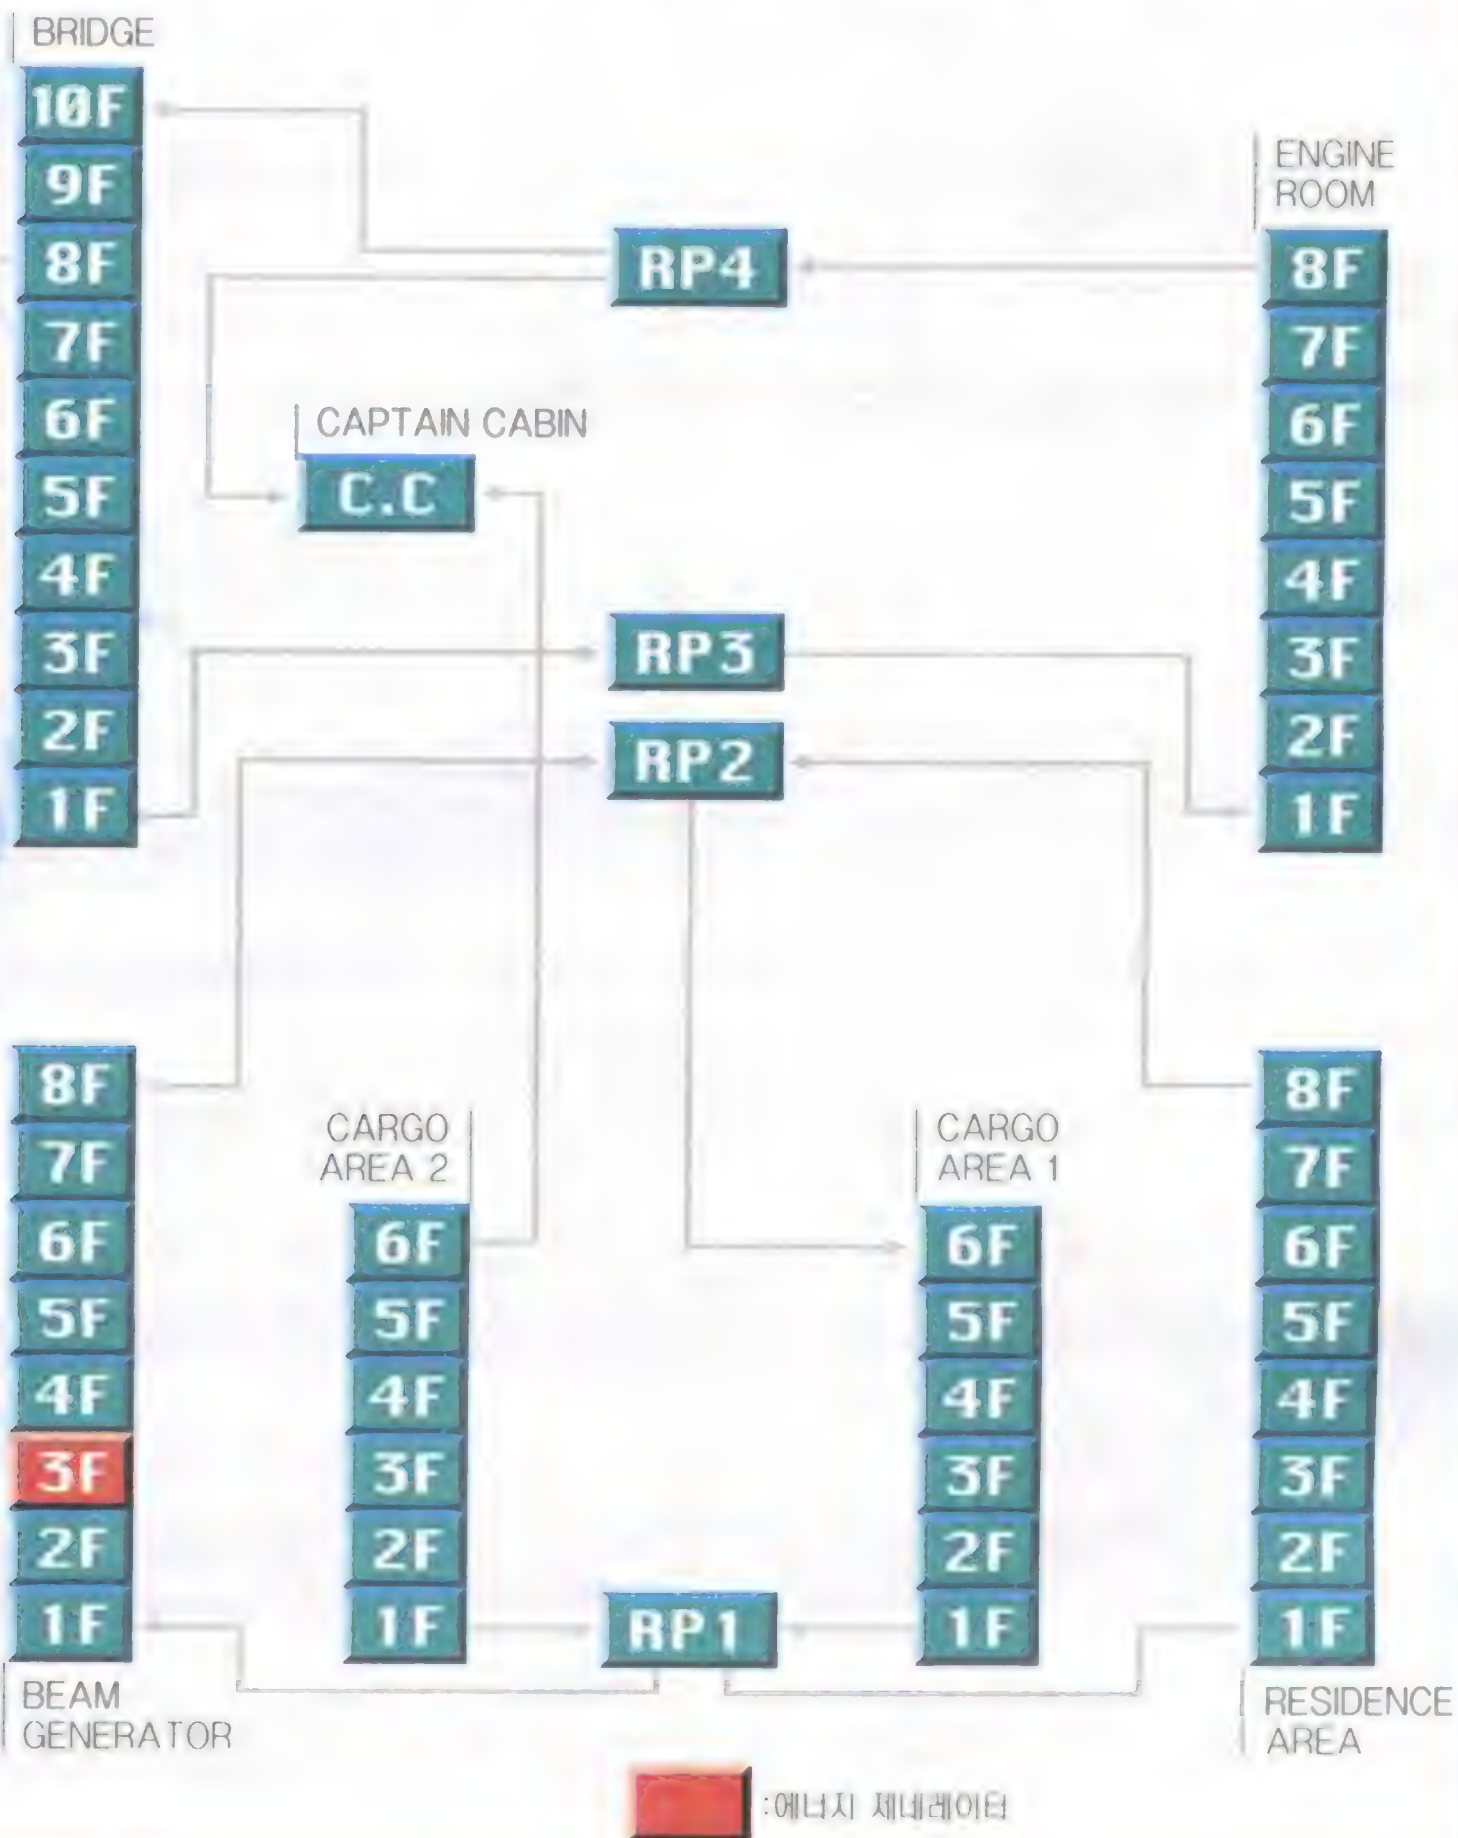 BRIDGE
10F
9F
8F
7F
6F
5F
4F
3F
2F
1F
ENGINE
ROOM
8F
7F
6F
5F
4F
3F
2F
1F
RP4
CAPTAIN CABIN
C.C
RP3
RP2
8F
7F
6F
5F
4F
3F
2F
1F
BEAM
GENERATOR
CARGO
AREA 2
6F
5F
4F
3F
2F
1F
RP1
CARGO
AREA 1
6F
5F
4F
3F
2F
1F
8F
7F
6F
5F
4F
3F
2F
1F
RESIDENCE
AREA
:에너지 제네레이터